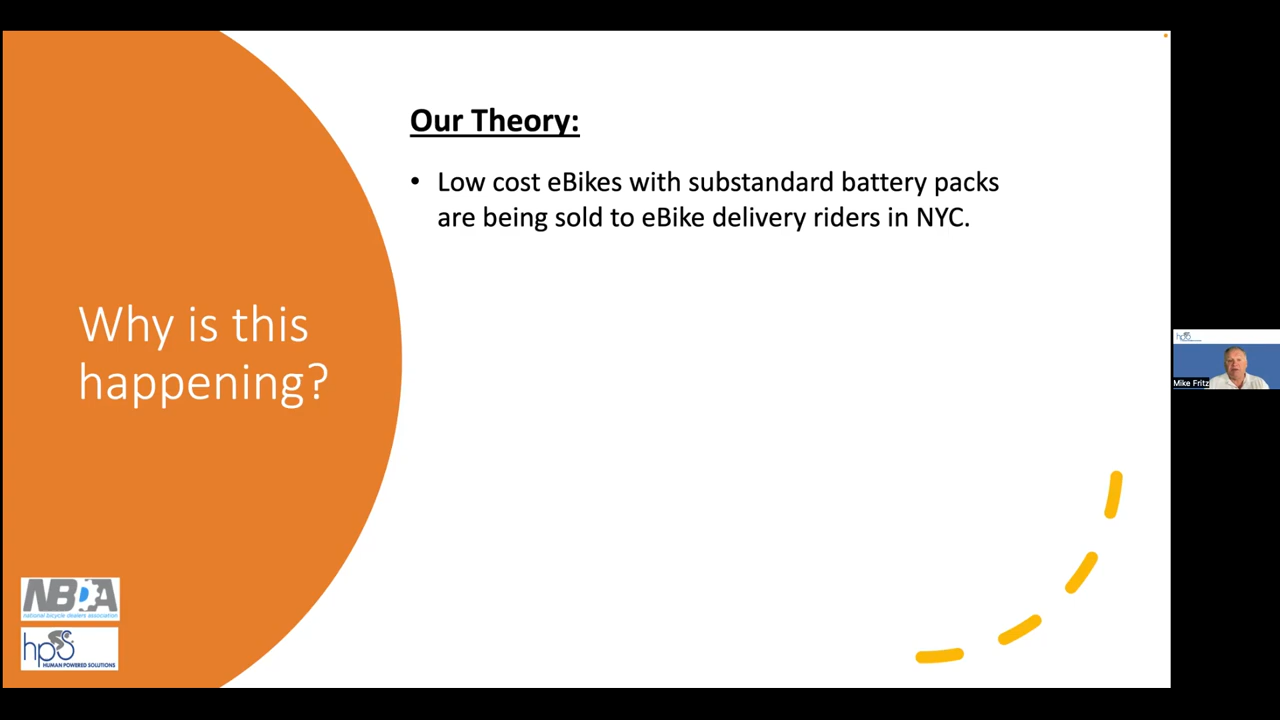 Our Theory:
• Low cost eBikes with substandard battery packs
are being sold to eBike delivery riders in NYC.
Why is this
happening?
NBDA
national bicycle dealers association
hps
HUMAN POWERED SOLUTIONS
hps
Mike Fritz